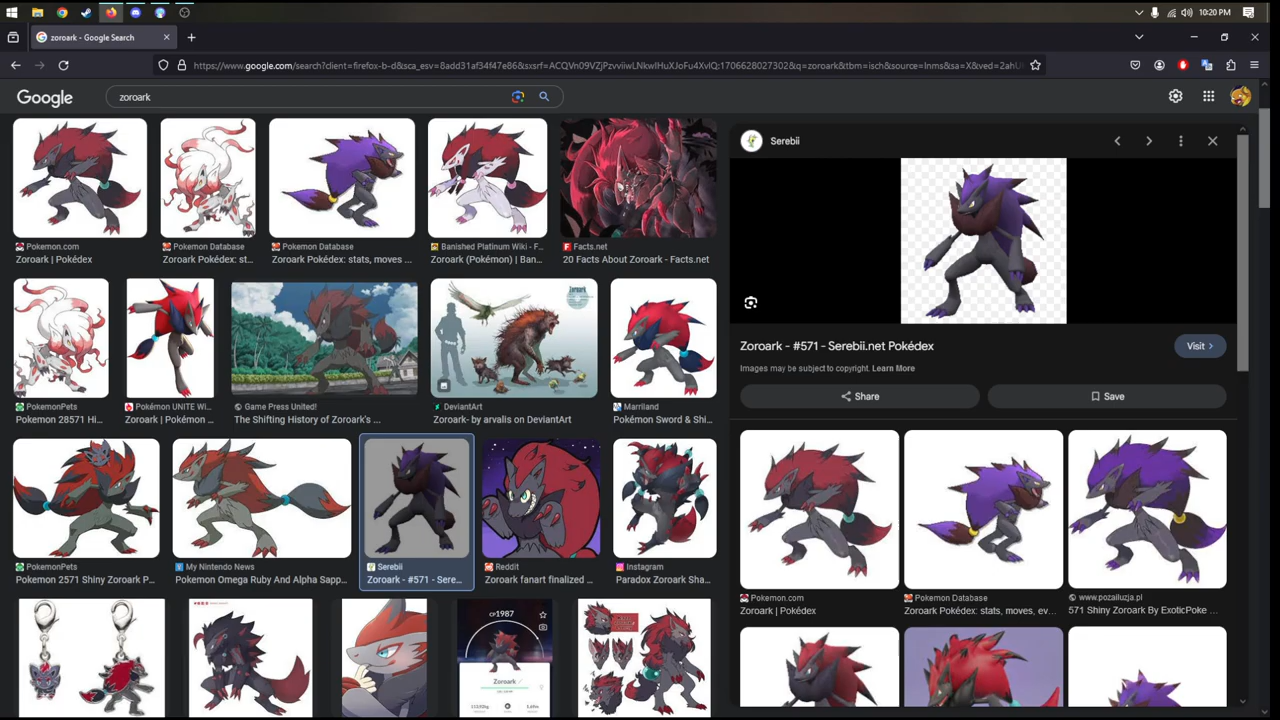 10:20 PM
zoroark - Google Search
https://www.google.com/search?client=firefox-b-d&sca_esv=8add31af34f47e86&sxsrf=ACQVn09VZjPzvviiwLNkwIHuXJoFu4XvIQ:1706628027302&q=zoroark&tbm=isch&source=lnms&sa=X&ved=2ahU
Google
zoroark
Pokemon.com
Zoroark | Pokédex
Pokemon Database
Zoroark Pokédex: st...
Pokemon Database
Zoroark Pokédex: stats, moves ...
Banished Platinum Wiki - F...
Zoroark (Pokémon) | Ban...
Facts.net
20 Facts About Zoroark - Facts.net
PokemonPets
Pokemon 28571 Hi...
Pokémon UNITE Wi...
Zoroark | Pokémon ...
Game Press United!
The Shifting History of Zoroark's ...
Zoroark
DeviantArt
Zoroark- by arvalis on DeviantArt
Marriland
Pokémon Sword & Shi...
PokemonPets
Pokemon 2571 Shiny Zoroark P...
My Nintendo News
Pokemon Omega Ruby And Alpha Sapp...
Serebii
Zoroark - #571 - Sere...
Reddit
Zoroark fanart finalized ...
Instagram
Paradox Zoroark Sha...
CP1987
Zoroark
Serebii
Zoroark - #571 - Serebii.net Pokédex
Visit
Images may be subject to copyright. Learn More
Share
Save
Pokemon.com
Zoroark | Pokédex
Pokemon Database
Zoroark Pokédex: stats, moves, ev...
www.pozailuzja.pl
571 Shiny Zoroark By ExoticPoke ...